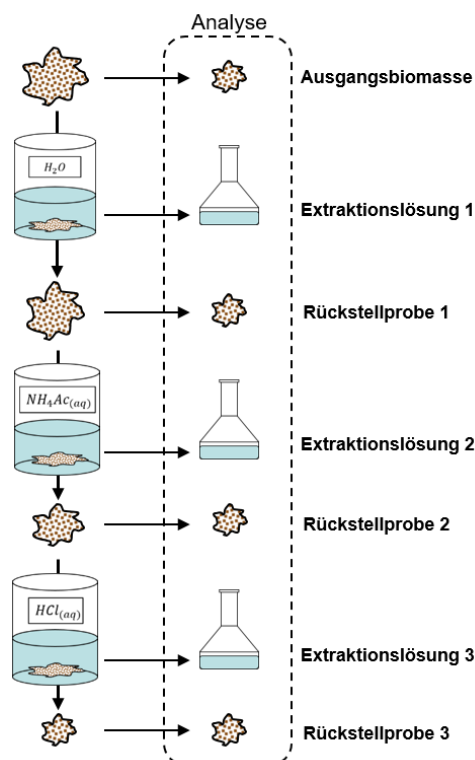 Analyse
Ausgangsbiomasse
H₂O
Extraktionslösung 1
Rückstellprobe 1
NH₄Ac₍aq₎
Extraktionslösung 2
Rückstellprobe 2
HCl₍aq₎
Extraktionslösung 3
Rückstellprobe 3